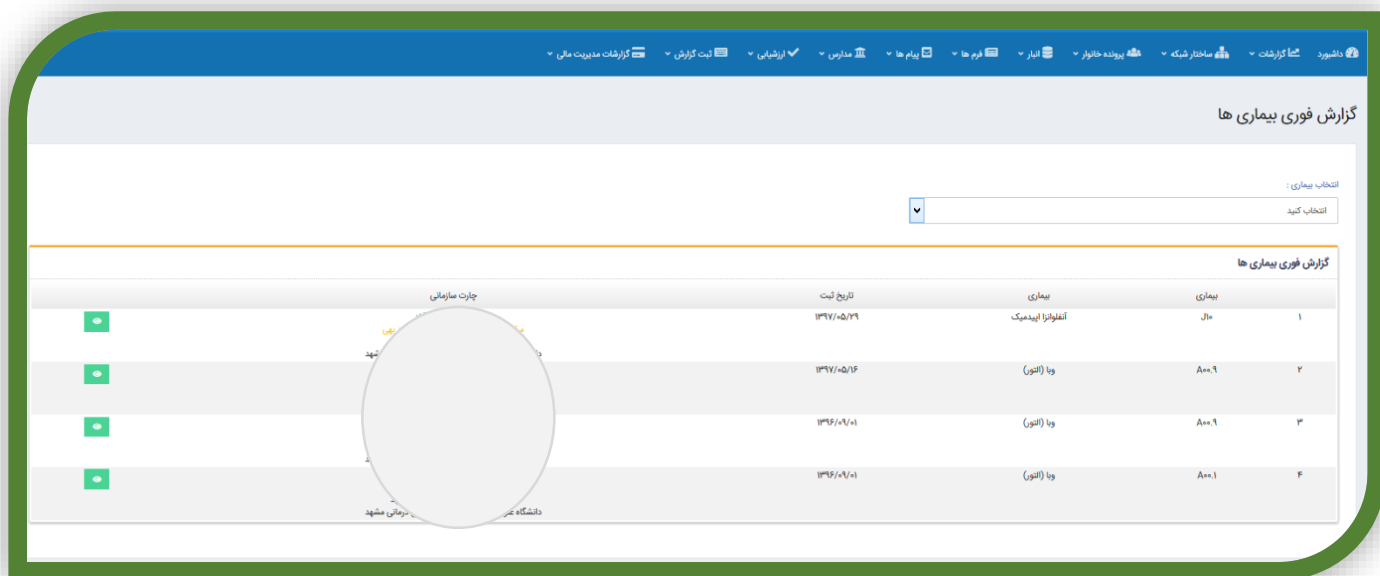 داشبورد گزارشات ساختار شبکه پرونده خانوار انبار فرم ها پیام ها مدارس ارزشیابی ثبت گزارش گزارشات مدیریت مالی
گزارش فوری بیماری ها
انتخاب بیماری :
انتخاب کنید
گزارش فوری بیماری ها
بیماری بیماری تاریخ ثبت چارت سازمانی
۱ J۱۰ آنفلوانزا اپیدمیک ۱۳۹۷/۰۵/۲۹
۲ A۰۰.۹ وبا (التور) ۱۳۹۷/۰۵/۱۶
۳ A۰۰.۹ وبا (التور) ۱۳۹۶/۰۹/۰۱
۴ A۰۰.۱ وبا (التور) ۱۳۹۶/۰۹/۰۱
دانشگاه درمانی مشهد